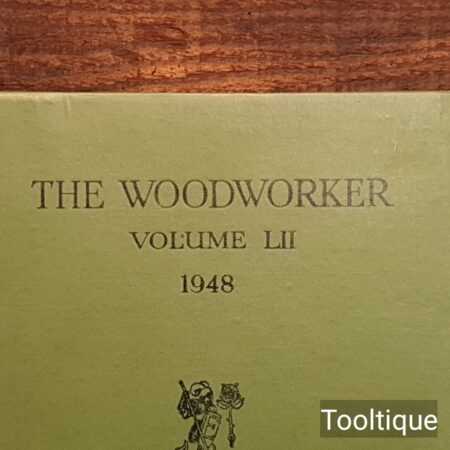 THE WOODWORKER
VOLUME LII
1948
Tooltique